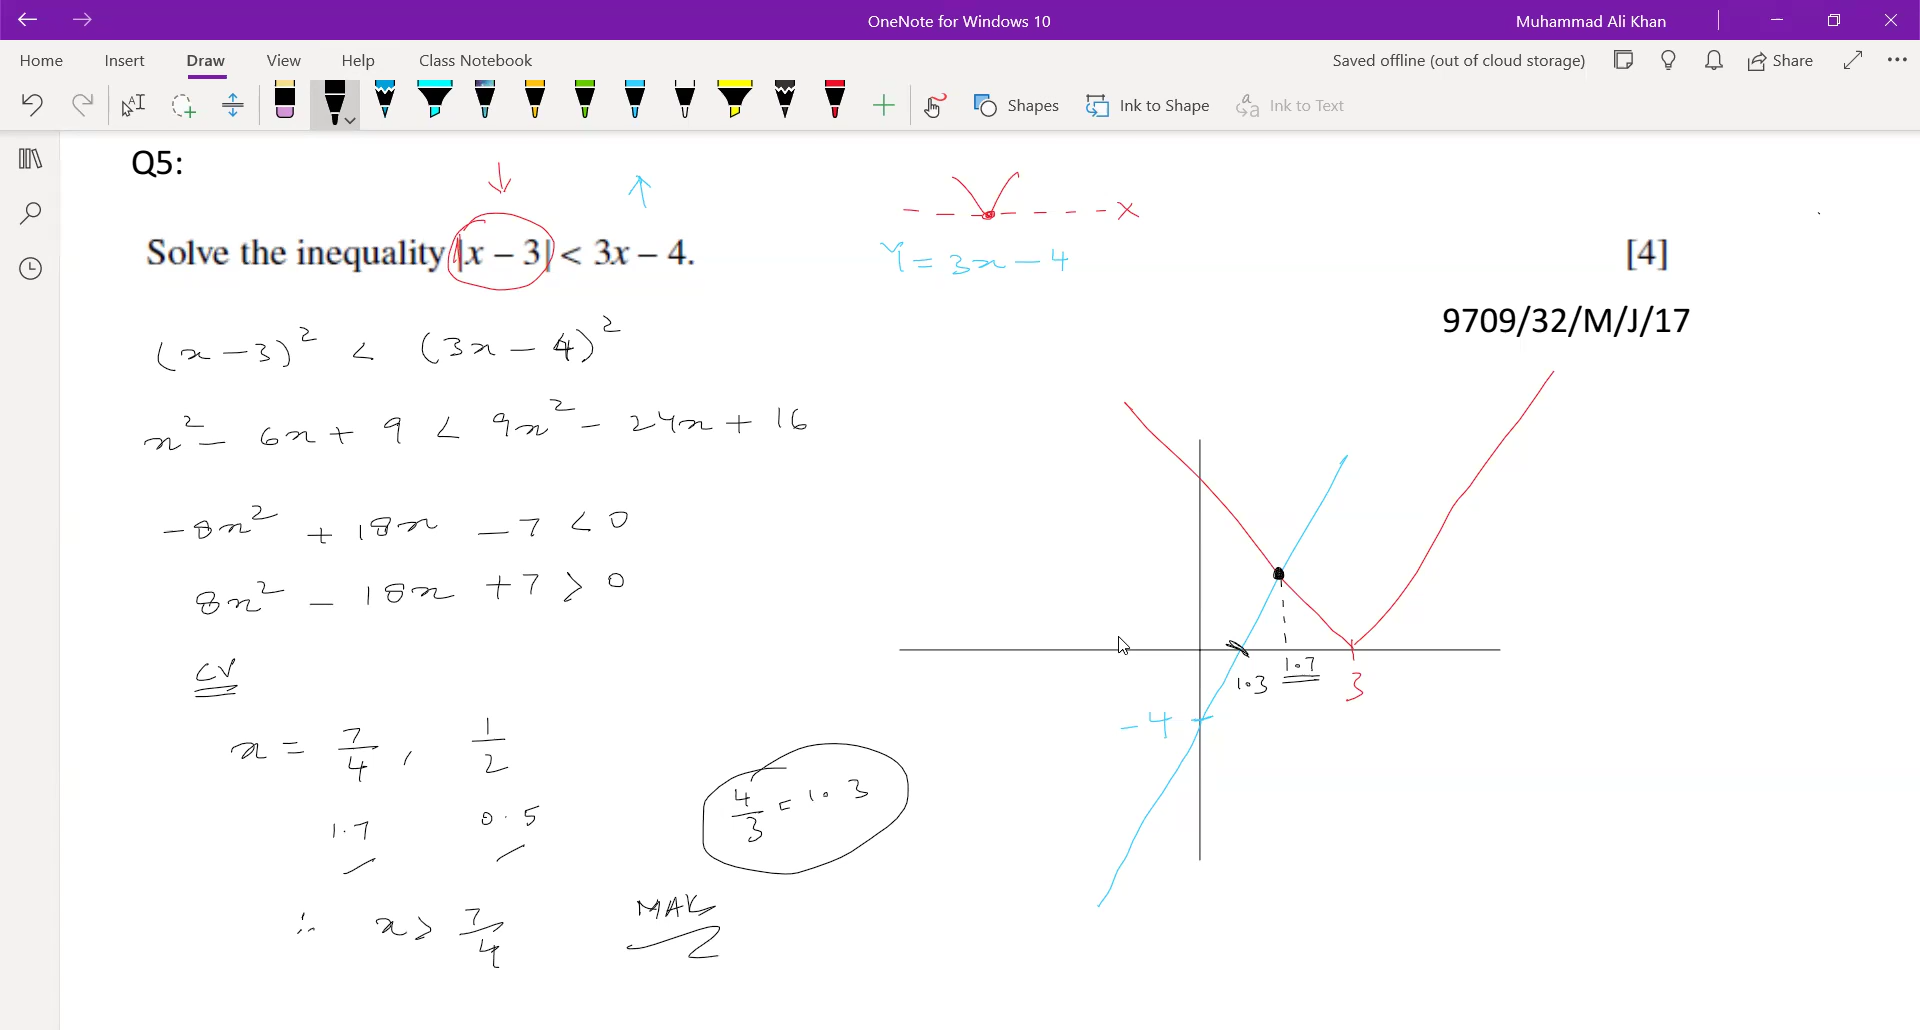 OneNote for Windows 10
Muhammad Ali Khan
Home Insert Draw View Help Class Notebook
Saved offline (out of cloud storage) Share
Shapes Ink to Shape Ink to Text
Q5:
x
Solve the inequality |x – 3| < 3x – 4.
Y = 3x – 4
[4]
9709/32/M/J/17
(x – 3)² < (3x – 4)²
x² – 6x + 9 < 9x² – 24x + 16
–8x² + 18x – 7 < 0
8x² – 18x + 7 > 0
CV
x = 7/4 , 1/2
1.7 0.5
4/3 = 1.3
∴ x > 7/4
MAK
1.3 1.7 3
–4